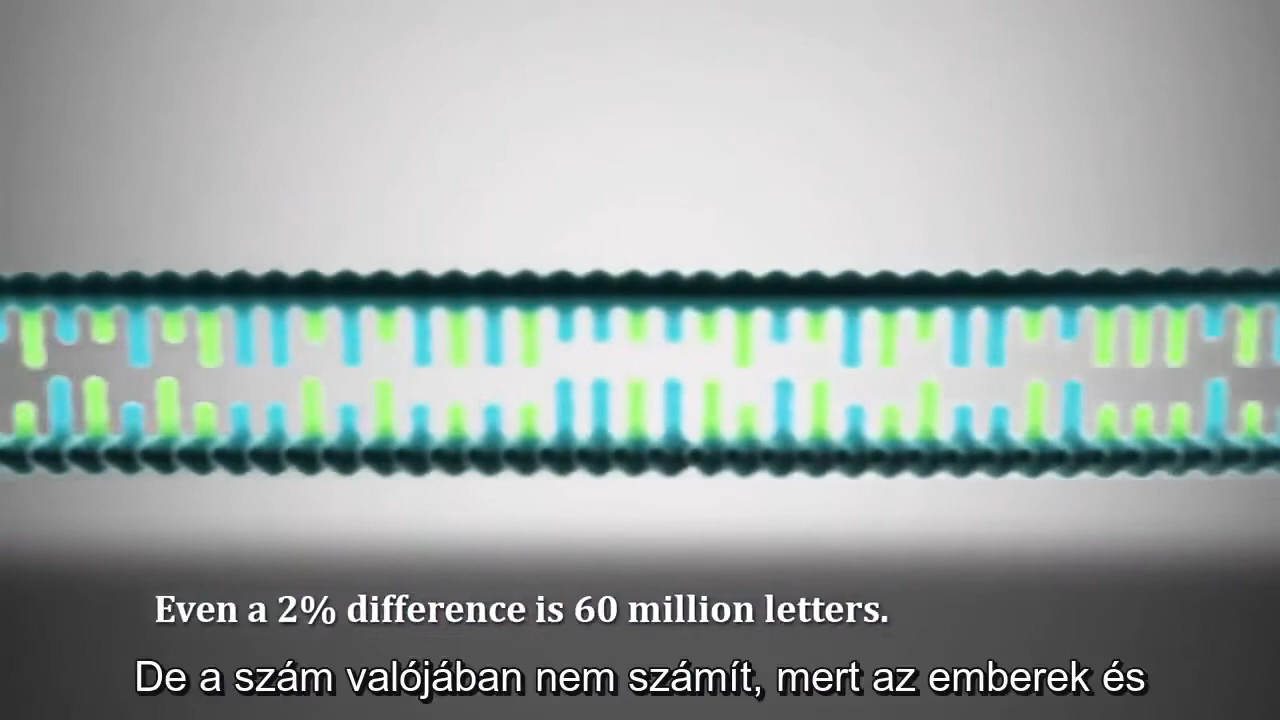 Even a 2% difference is 60 million letters.
De a szám valójában nem számít, mert az emberek és